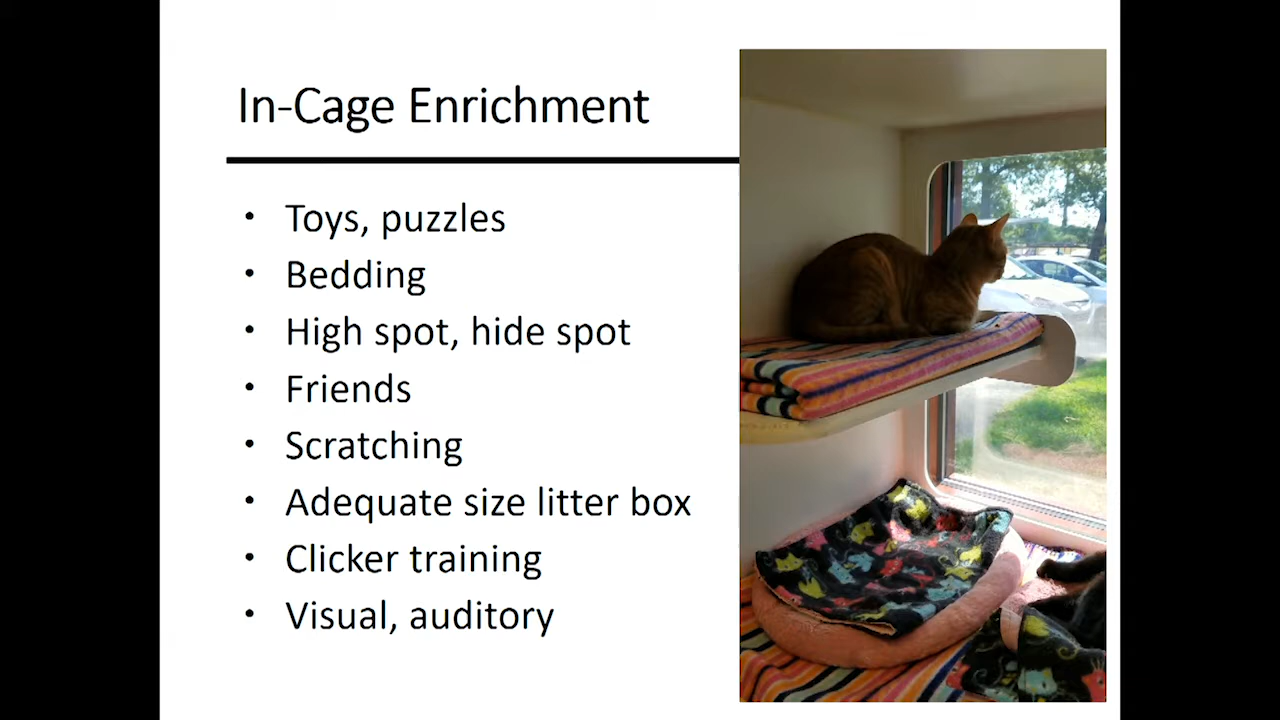 In-Cage Enrichment
• Toys, puzzles
• Bedding
• High spot, hide spot
• Friends
• Scratching
• Adequate size litter box
• Clicker training
• Visual, auditory